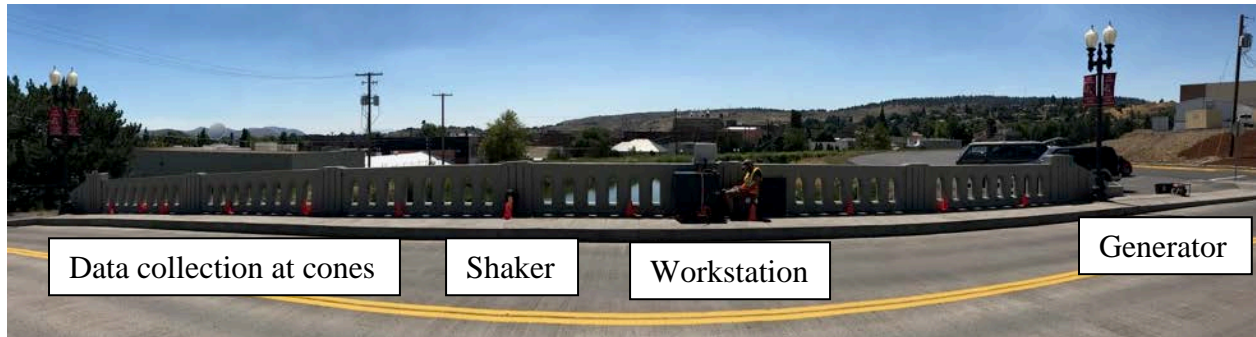 Data collection at cones
Shaker
Workstation
Generator